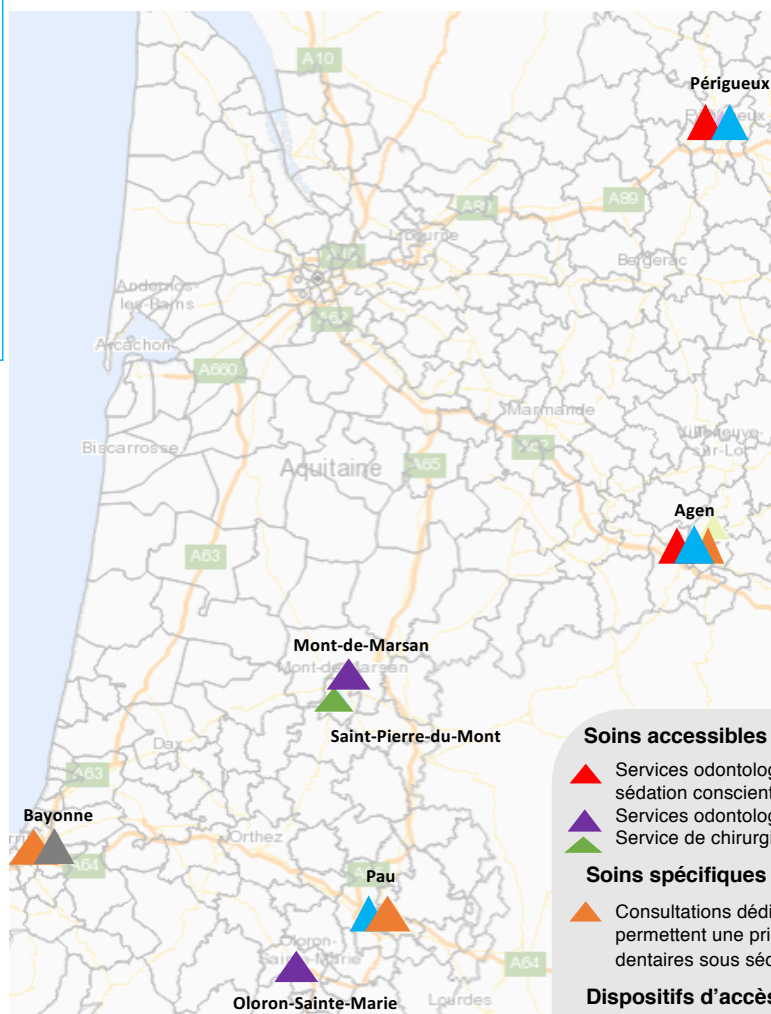 A10
Périgueux
A89
A89
Libourne
Bergerac
Andernos-
les-Bains
A62
Arcachon
A660
Marmande
Biscarrosse
Villeneuve-
sur-Lot
Aquitaine
A65
Agen
A63
Mont-de-Marsan
Mont-de-Marsan
Saint-Pierre-du-Mont
Dax
A63
Bayonne
A64
Orthez
Pau
Oloron-
Sainte-Marie
A64
Oloron-Sainte-Marie
Lourdes
Soins accessibles
Services odontolog
sédation conscient
Services odontolog
Service de chirurgi
Soins spécifiques
Consultations dédi
permettent une pri
dentaires sous séd
Dispositifs d'accès